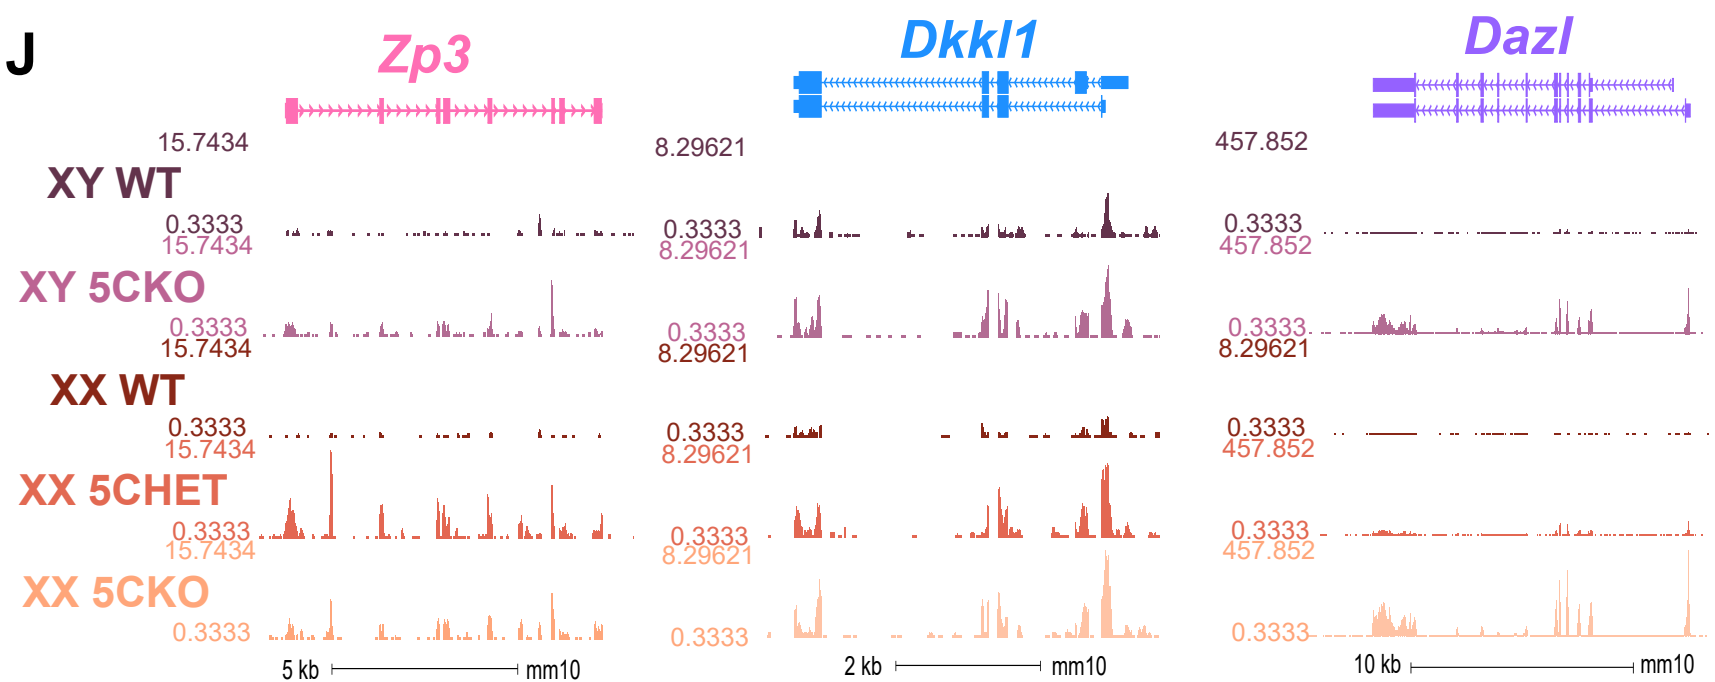 J
Zp3
Dkkl1
Dazl
15.7434
8.29621
457.852
XY WT
0.3333
0.3333
0.3333
15.7434
8.29621
457.852
XY 5CKO
0.3333
0.3333
0.3333
15.7434
8.29621
8.29621
XX WT
0.3333
0.3333
0.3333
15.7434
8.29621
457.852
XX 5CHET
0.3333
0.3333
0.3333
15.7434
8.29621
457.852
XX 5CKO
0.3333
0.3333
0.3333
5 kb mm10
2 kb mm10
10 kb mm10